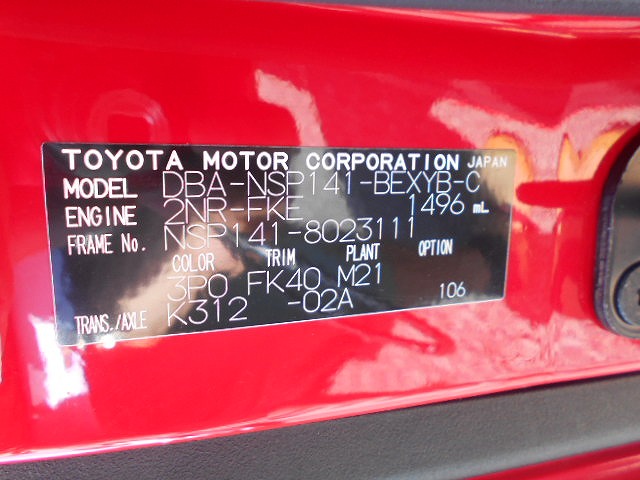 TOYOTA MOTOR CORPORATION JAPAN
MODEL DBA-NSP141-BEXYB-C
ENGINE 2NR-FKE 1496 mL
FRAME No. NSP141-8023111
COLOR TRIM PLANT OPTION
3P0 FK40 M21
TRANS./AXLE K312 -02A 106